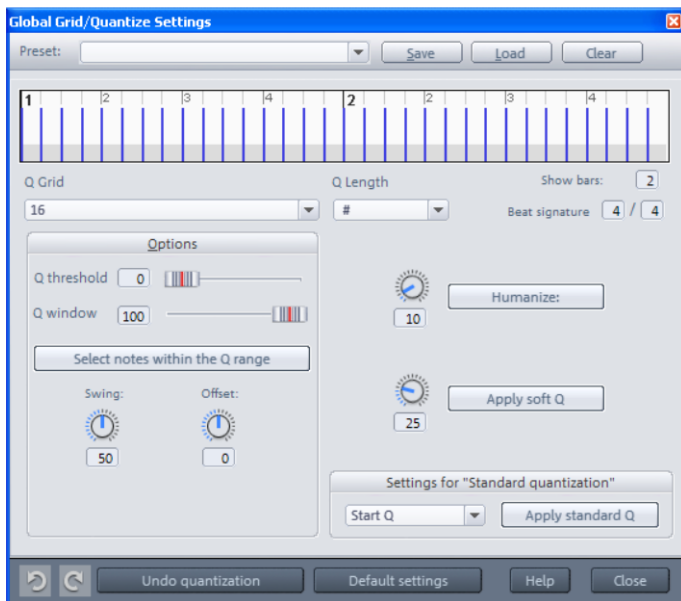 Global Grid/Quantize Settings
Preset: Save Load Clear
1 2 3 4 2 2 3 4
Q Grid Q Length Show bars: 2
16 # Beat signature 4 / 4
Options
Q threshold 0
Q window 100
Humanize:
10
Select notes within the Q range
Swing: Offset:
Apply soft Q
25
50 0
Settings for "Standard quantization"
Start Q Apply standard Q
Undo quantization Default settings Help Close